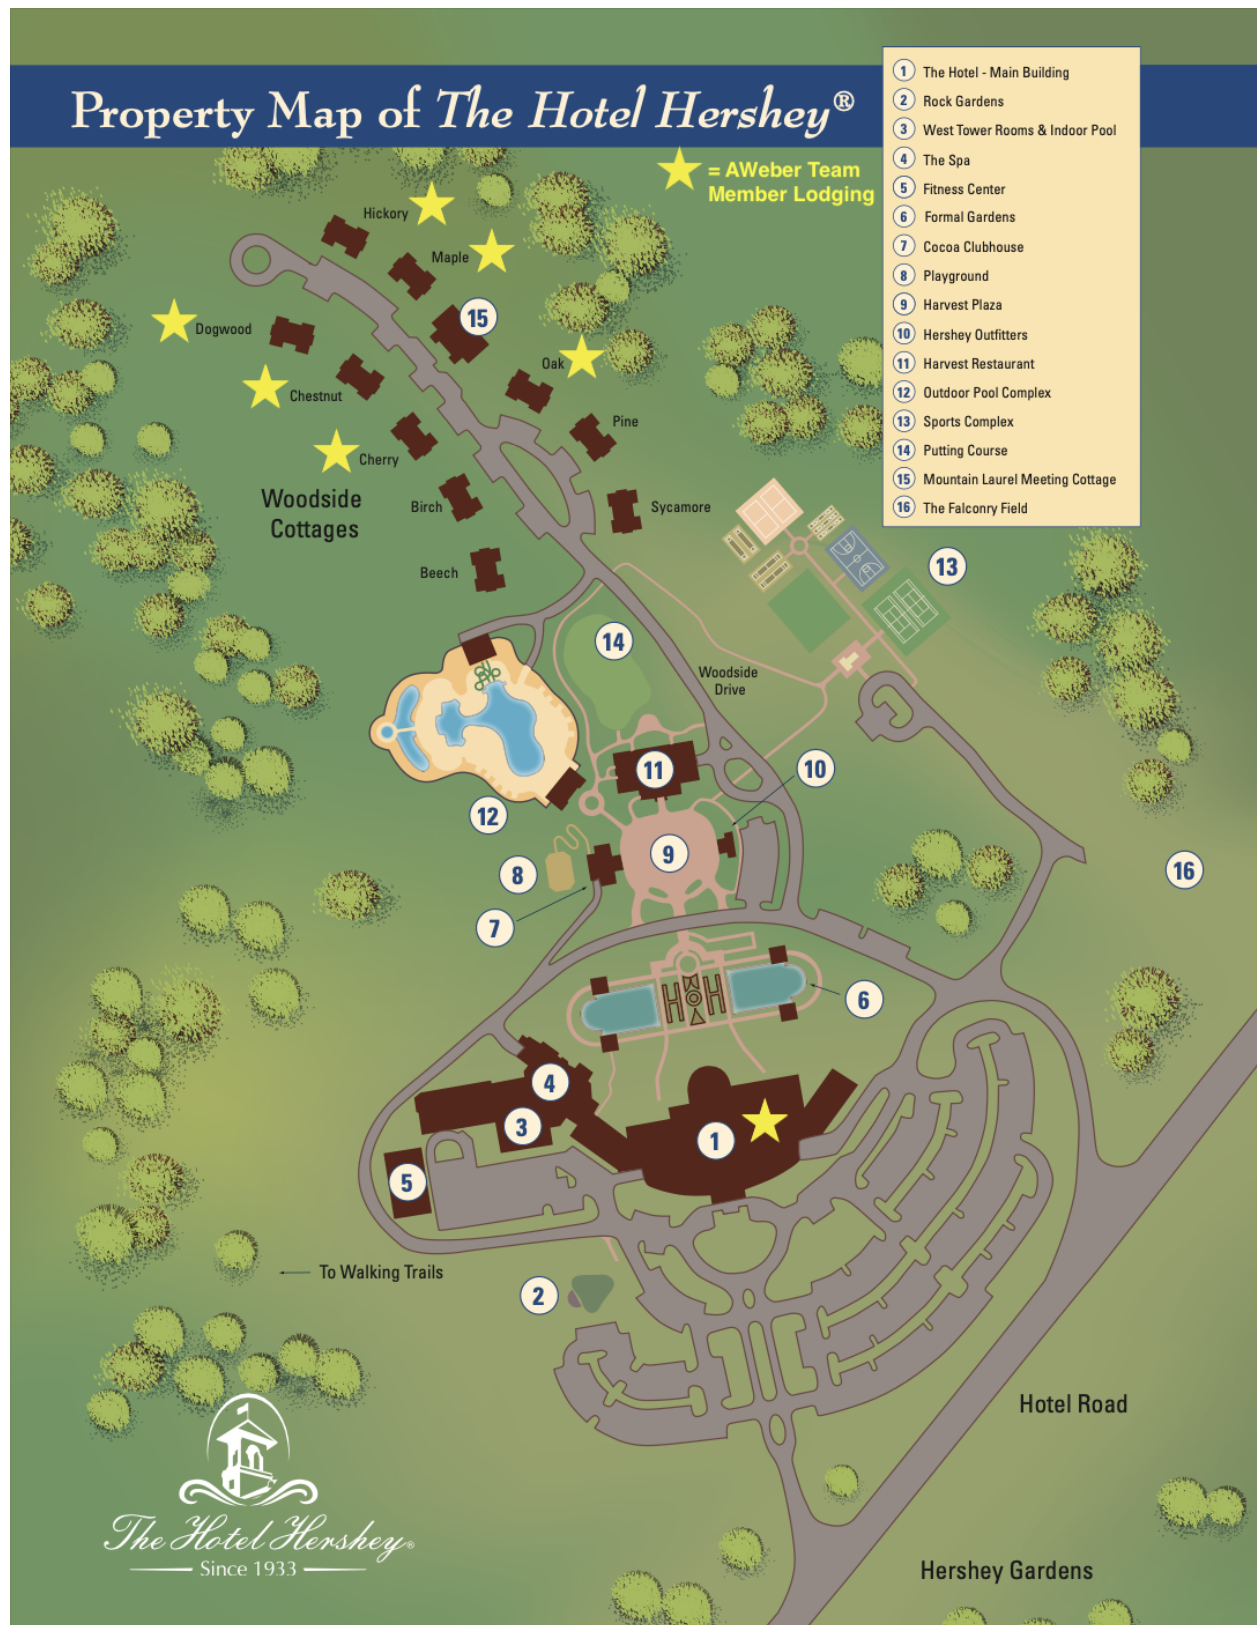 Property Map of The Hotel Hershey®
1 The Hotel - Main Building
2 Rock Gardens
3 West Tower Rooms & Indoor Pool
4 The Spa
5 Fitness Center
6 Formal Gardens
7 Cocoa Clubhouse
8 Playground
9 Harvest Plaza
10 Hershey Outfitters
11 Harvest Restaurant
12 Outdoor Pool Complex
13 Sports Complex
14 Putting Course
15 Mountain Laurel Meeting Cottage
16 The Falconry Field
= AWeber Team
Member Lodging
Hickory
Maple
15
Dogwood
Oak
Chestnut
Pine
Cherry
Woodside
Cottages
Birch
Sycamore
Beech
13
14
Woodside
Drive
11
10
12
9
8
16
7
6
4
3
1
5
To Walking Trails
2
Hotel Road
The Hotel Hershey®
Since 1933
Hershey Gardens